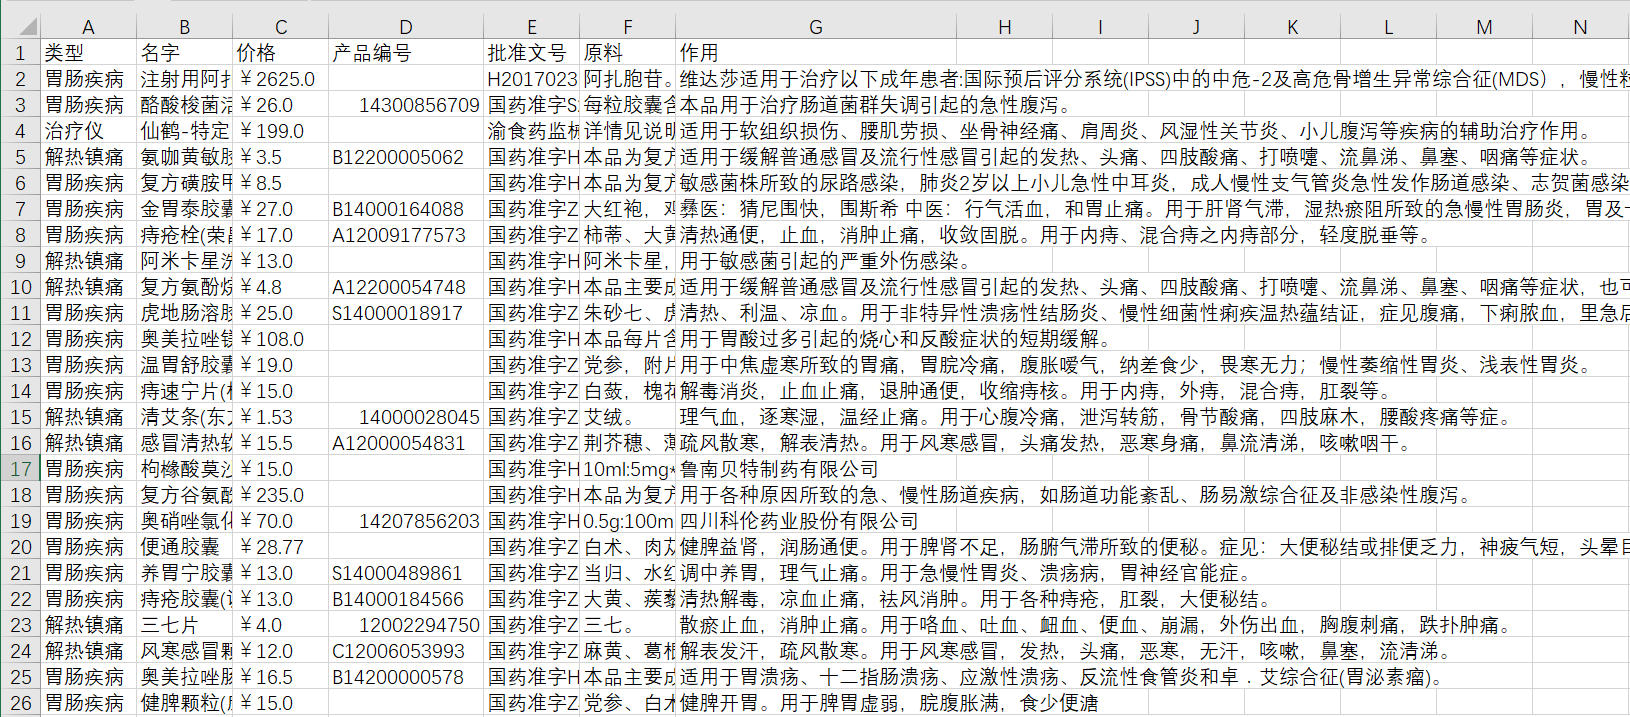 A B C D E F G H I J K L M N
1 类型 名字 价格 产品编号 批准文号 原料 作用
2 胃肠疾病 注射用阿扎 ¥2625.0 H2017023 阿扎胞苷。 维达莎适用于治疗以下成年患者:国际预后评分系统(IPSS)中的中危-2及高危骨增生异常综合征(MDS），慢性粒
3 胃肠疾病 酪酸梭菌活 ¥26.0 14300856709 国药准字S 每粒胶囊含 本品用于治疗肠道菌群失调引起的急性腹泻。
4 治疗仪 仙鹤-特定 ¥199.0 渝食药监械 详情见说明 适用于软组织损伤、腰肌劳损、坐骨神经痛、肩周炎、风湿性关节炎、小儿腹泻等疾病的辅助治疗作用。
5 解热镇痛 氨咖黄敏胶 ¥3.5 B12200005062 国药准字H 本品为复方 适用于缓解普通感冒及流行性感冒引起的发热、头痛、四肢酸痛、打喷嚏、流鼻涕、鼻塞、咽痛等症状。
6 胃肠疾病 复方磺胺甲 ¥8.5 国药准字H 本品为复方 敏感菌株所致的尿路感染，肺炎2岁以上小儿急性中耳炎，成人慢性支气管炎急性发作肠道感染、志贺菌感染
7 胃肠疾病 金胃泰胶囊 ¥27.0 B14000164088 国药准字Z 大红袍，鸡 彝医：猜尼围快，围斯希 中医：行气活血，和胃止痛。用于肝肾气滞，湿热瘀阻所致的急慢性胃肠炎，胃及十
8 胃肠疾病 痔疮栓(荣昌 ¥17.0 A12009177573 国药准字Z 柿蒂、大黄 清热通便，止血，消肿止痛，收敛固脱。用于内痔、混合痔之内痔部分，轻度脱垂等。
9 解热镇痛 阿米卡星洗 ¥13.0 国药准字H 阿米卡星, 用于敏感菌引起的严重外伤感染。
10 解热镇痛 复方氨酚烷 ¥4.8 A12200054748 国药准字H 本品主要成 适用于缓解普通感冒及流行性感冒引起的发热、头痛、四肢酸痛、打喷嚏、流鼻涕、鼻塞、咽痛等症状，也可
11 胃肠疾病 虎地肠溶胶 ¥25.0 S14000018917 国药准字Z 朱砂七、虎 清热、利温、凉血。用于非特异性溃疡性结肠炎、慢性细菌性痢疾温热蕴结证，症见腹痛，下痢脓血，里急后
12 胃肠疾病 奥美拉唑镁 ¥108.0 国药准字H 本品每片含 用于胃酸过多引起的烧心和反酸症状的短期缓解。
13 胃肠疾病 温胃舒胶囊 ¥19.0 国药准字Z 党参，附片 用于中焦虚寒所致的胃痛，胃脘冷痛，腹胀嗳气，纳差食少，畏寒无力；慢性萎缩性胃炎、浅表性胃炎。
14 胃肠疾病 痔速宁片( ¥15.0 国药准字Z 白蔹，槐花 解毒消炎，止血止痛，退肿通便，收缩痔核。用于内痔，外痔，混合痔，肛裂等。
15 解热镇痛 清艾条(东方 ¥1.53 14000028045 国药准字Z 艾绒。 理气血，逐寒湿，温经止痛。用于心腹冷痛，泄泻转筋，骨节酸痛，四肢麻木，腰酸疼痛等症。
16 解热镇痛 感冒清热软 ¥15.5 A12000054831 国药准字Z 荆芥穗、薄 疏风散寒，解表清热。用于风寒感冒，头痛发热，恶寒身痛，鼻流清涕，咳嗽咽干。
17 胃肠疾病 枸橼酸莫沙 ¥15.0 国药准字H 10ml:5mg* 鲁南贝特制药有限公司
18 胃肠疾病 复方谷氨酰 ¥235.0 国药准字H 本品为复方 用于各种原因所致的急、慢性肠道疾病，如肠道功能紊乱、肠易激综合征及非感染性腹泻。
19 胃肠疾病 奥硝唑氯化 ¥70.0 14207856203 国药准字H 0.5g:100m 四川科伦药业股份有限公司
20 胃肠疾病 便通胶囊 ¥28.77 国药准字Z 白术、肉苁 健脾益肾，润肠通便。用于脾肾不足，肠腑气滞所致的便秘。症见：大便秘结或排便乏力，神疲气短，头晕目
21 胃肠疾病 养胃宁胶囊 ¥13.0 S14000489861 国药准字Z 当归、水红 调中养胃，理气止痛。用于急慢性胃炎、溃疡病，胃神经官能症。
22 胃肠疾病 痔疮胶囊( ¥13.0 B14000184566 国药准字Z 大黄、蒺藜 清热解毒，凉血止痛，祛风消肿。用于各种痔疮，肛裂，大便秘结。
23 解热镇痛 三七片 ¥4.0 12002294750 国药准字Z 三七。 散瘀止血，消肿止痛。用于咯血、吐血、衄血、便血、崩漏，外伤出血，胸腹刺痛，跌扑肿痛。
24 解热镇痛 风寒感冒颗 ¥12.0 C12006053993 国药准字Z 麻黄、葛根 解表发汗，疏风散寒。用于风寒感冒，发热，头痛，恶寒，无汗，咳嗽，鼻塞，流清涕。
25 胃肠疾病 奥美拉唑肠 ¥16.5 B14200000578 国药准字H 本品主要成 适用于胃溃疡、十二指肠溃疡、应激性溃疡、反流性食管炎和卓﹒艾综合征(胃泌素瘤)。
26 胃肠疾病 健脾颗粒( ¥15.0 国药准字Z 党参、白术 健脾开胃。用于脾胃虚弱，脘腹胀满，食少便溏